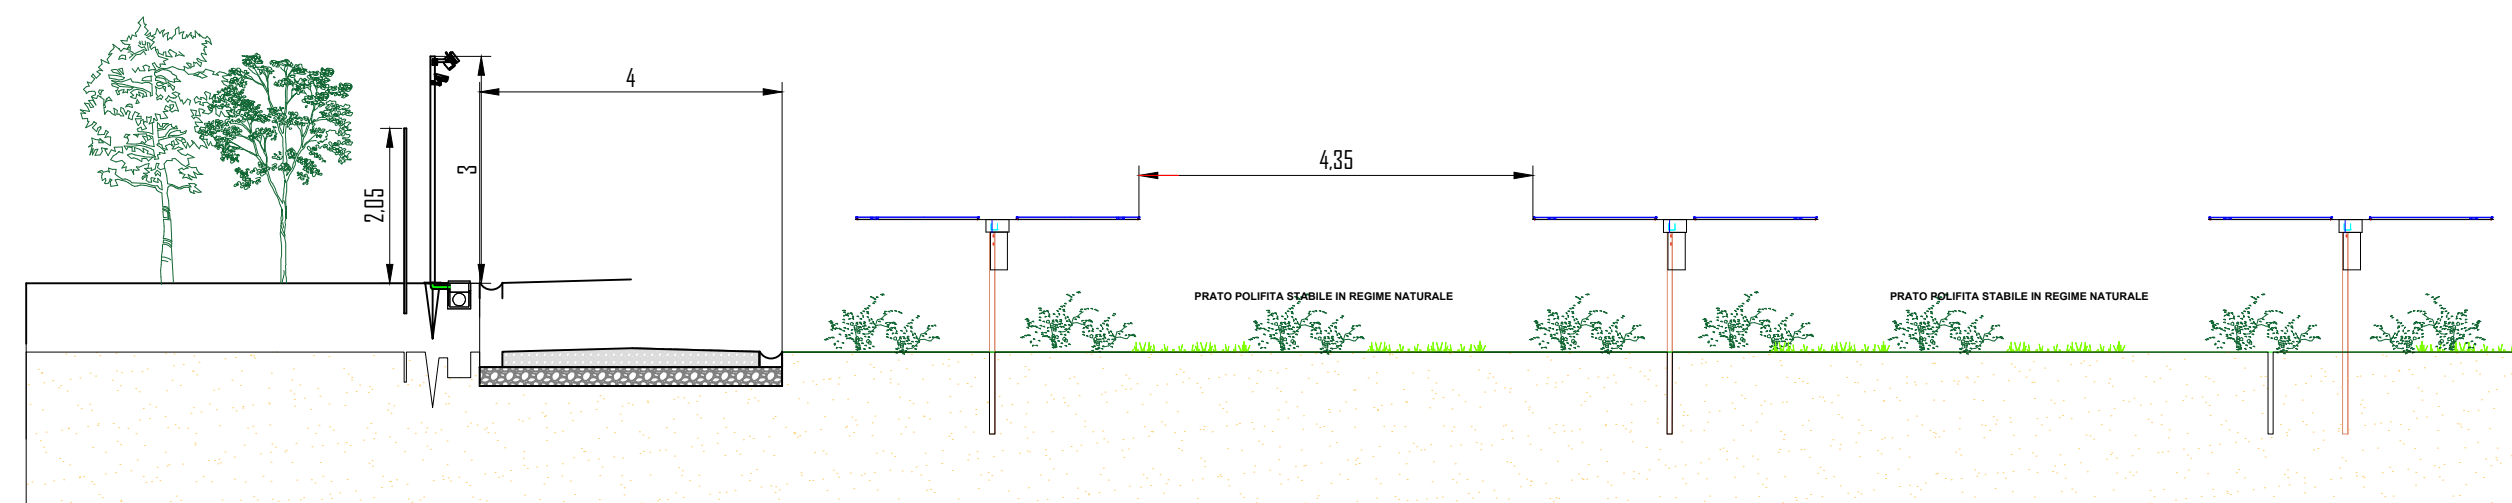 4
4,35
3
2,05
PRATO POLIFITA STABILE IN REGIME NATURALE
PRATO POLIFITA STABILE IN REGIME NATURALE